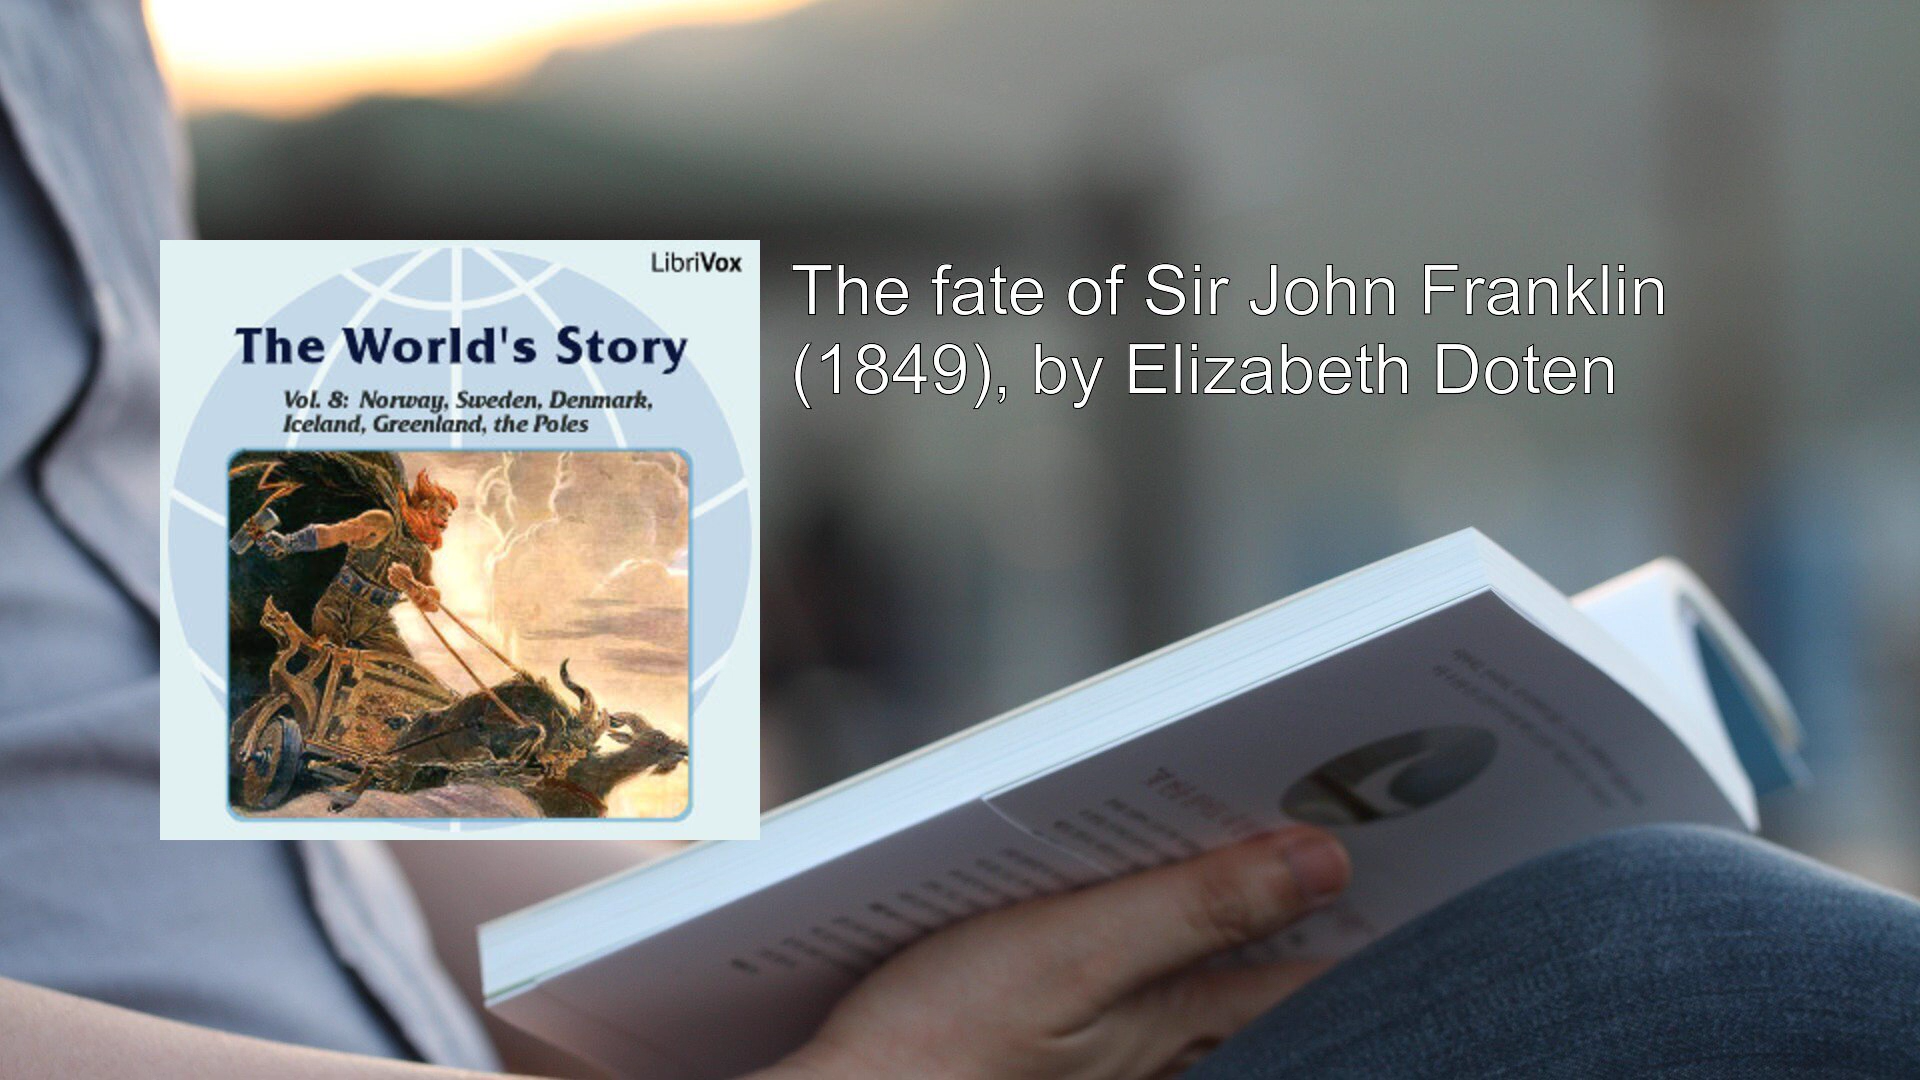 LibriVox
The World's Story
Vol. 8: Norway, Sweden, Denmark,
Iceland, Greenland, the Poles
The fate of Sir John Franklin
(1849), by Elizabeth Doten